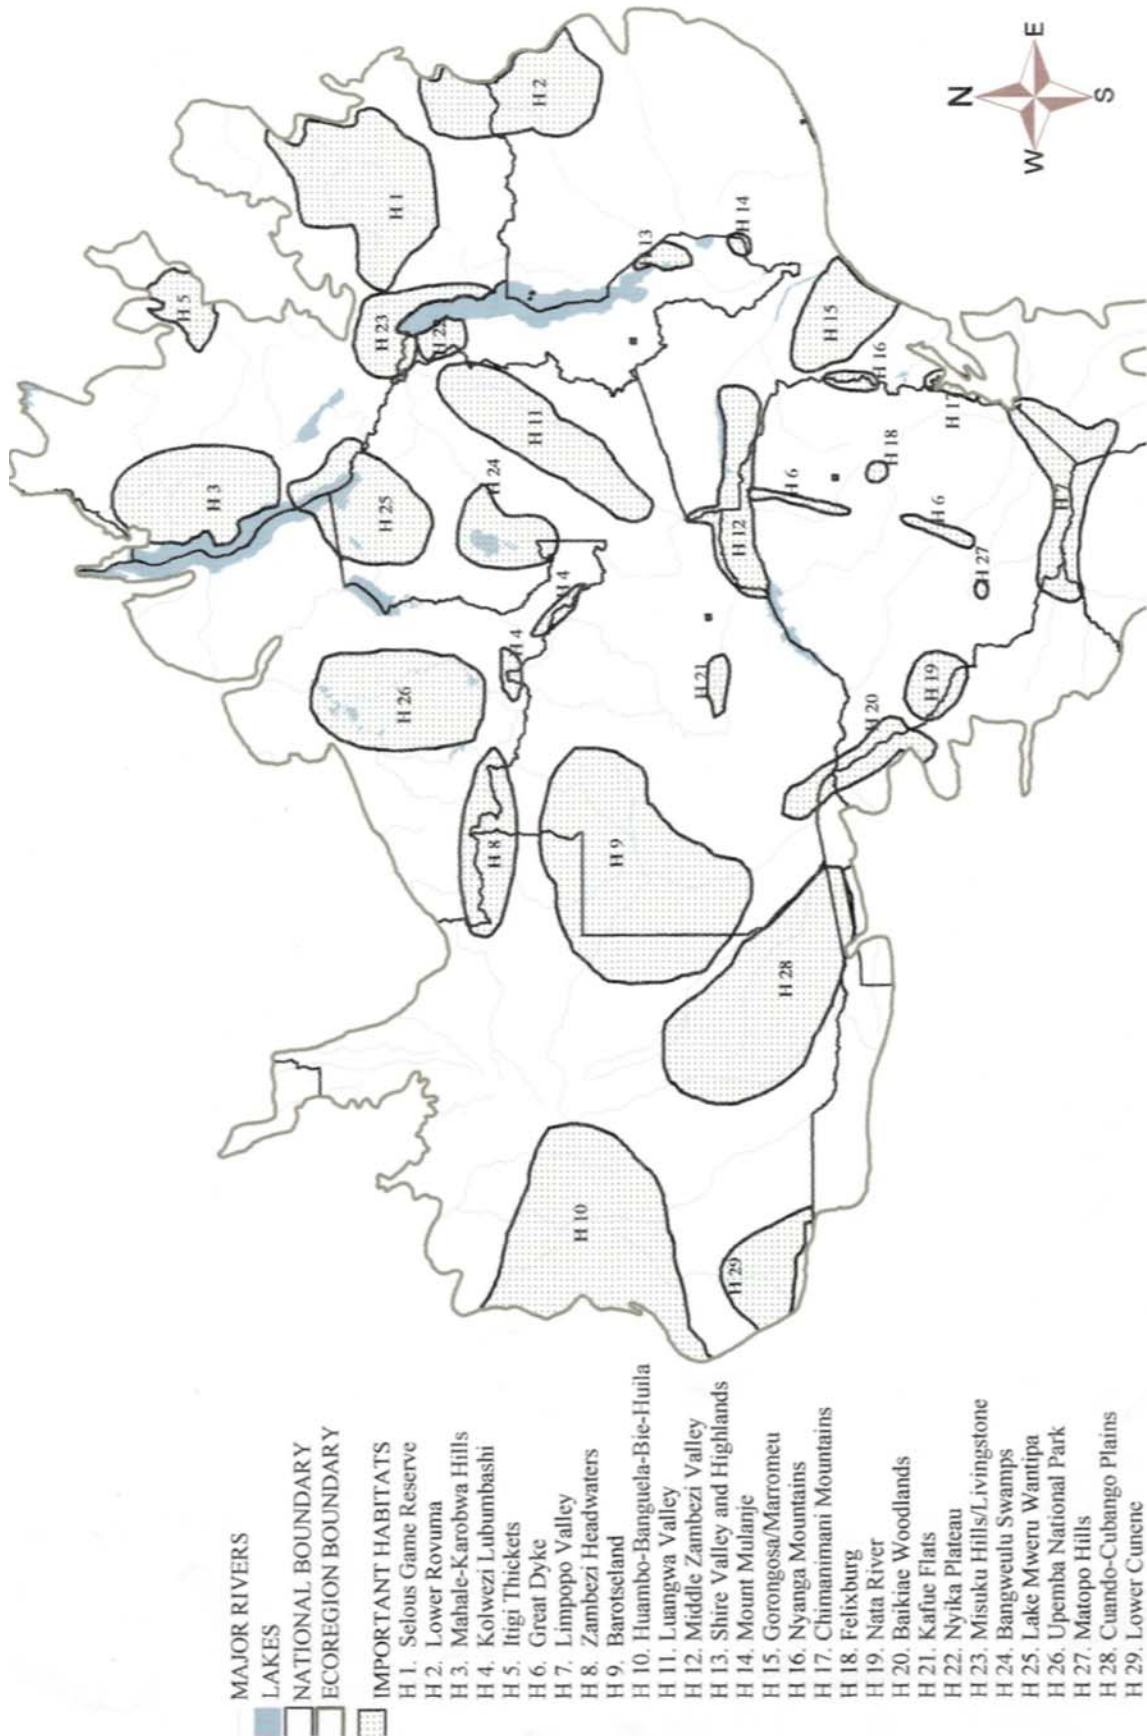 MAJOR RIVERS
LAKES
NATIONAL BOUNDARY
ECOREGION BOUNDARY
IMPORTANT HABITATS
H 1. Selous Game Reserve
H 2. Lower Rovuma
H 3. Mahale-Karobwa Hills
H 4. Kolwezi Lubumbashi
H 5. Itigi Thickets
H 6. Great Dyke
H 7. Limpopo Valley
H 8. Zambezi Headwaters
H 9. Barotseland
H 10. Huambo-Banguela-Bie-Huila
H 11. Luangwa Valley
H 12. Middle Zambezi Valley
H 13. Shire Valley and Highlands
H 14. Mount Mulanje
H 15. Gorongosa/Marromeu
H 16. Nyanga Mountains
H 17. Chimanimani Mountains
H 18. Felixburg
H 19. Nata River
H 20. Baikiae Woodlands
H 21. Kafue Flats
H 22. Nyika Plateau
H 23. Misuku Hills/Livingstone
H 24. Bangweulu Swamps
H 25. Lake Mweru Wantipa
H 26. Upemba National Park
H 27. Matopo Hills
H 28. Cuando-Cubango Plains
H 29. Lower Cunene
H 5
H 3
H 1
H 23
H 22
H 2
H 25
H 26
H 24
H 11
H 4
H 4
H 8
H 9
H 10
H 13
H 14
H 21
H 12
H 6
H 15
H 16
H 28
H 29
H 20
H 18
H 17
H 19
H 6
H 27
H 7
N
E
S
W